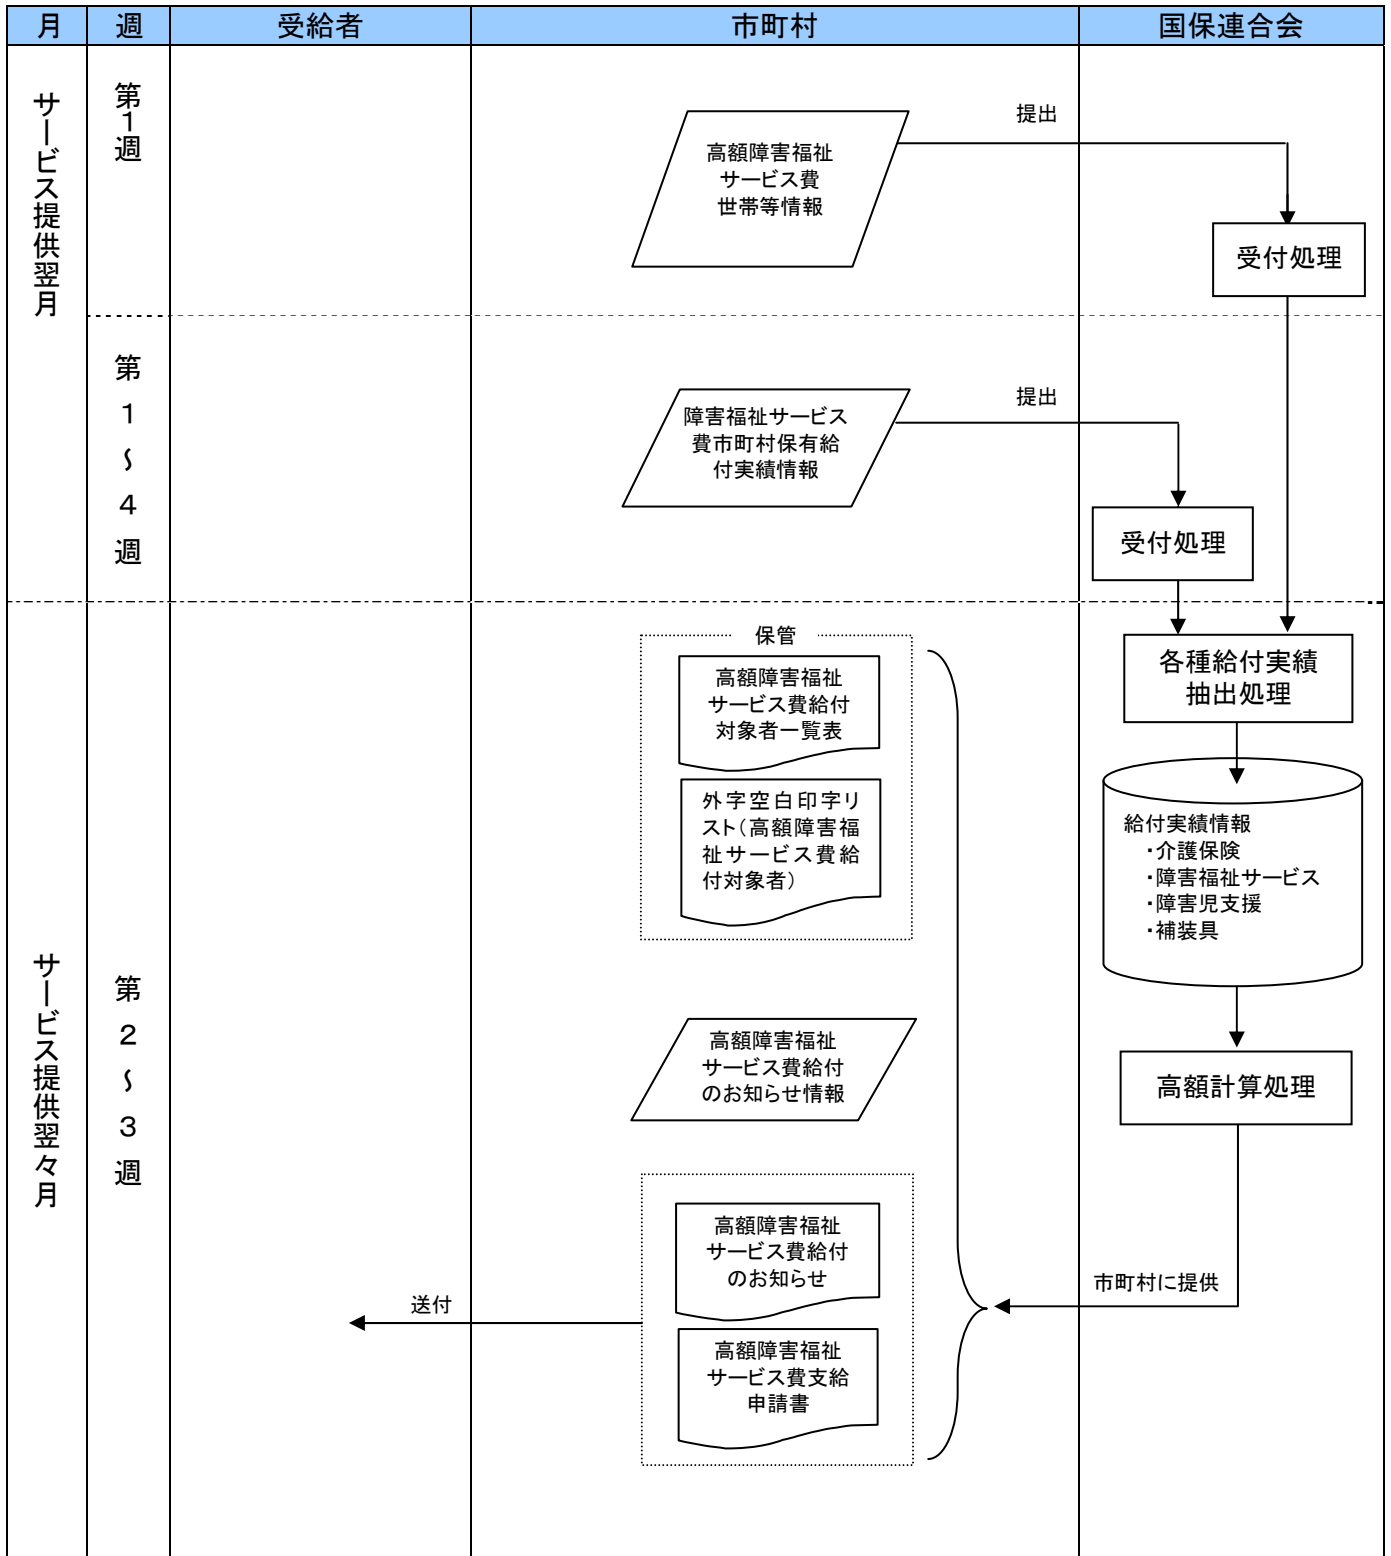 月 週 受給者 市町村 国保連合会
サービス提供翌月
第1週
高額障害福祉
サービス費
世帯等情報
提出
受付処理
第1～4週
障害福祉サービス
費市町村保有給
付実績情報
提出
受付処理
サービス提供翌々月
第2～3週
保管
高額障害福祉
サービス費給付
対象者一覧表
外字空白印字リ
スト(高額障害福
祉サービス費給
付対象者)
各種給付実績
抽出処理
給付実績情報
・介護保険
・障害福祉サービス
・障害児支援
・補装具
高額障害福祉
サービス費給付
のお知らせ情報
高額計算処理
高額障害福祉
サービス費給付
のお知らせ
市町村に提供
送付
高額障害福祉
サービス費支給
申請書